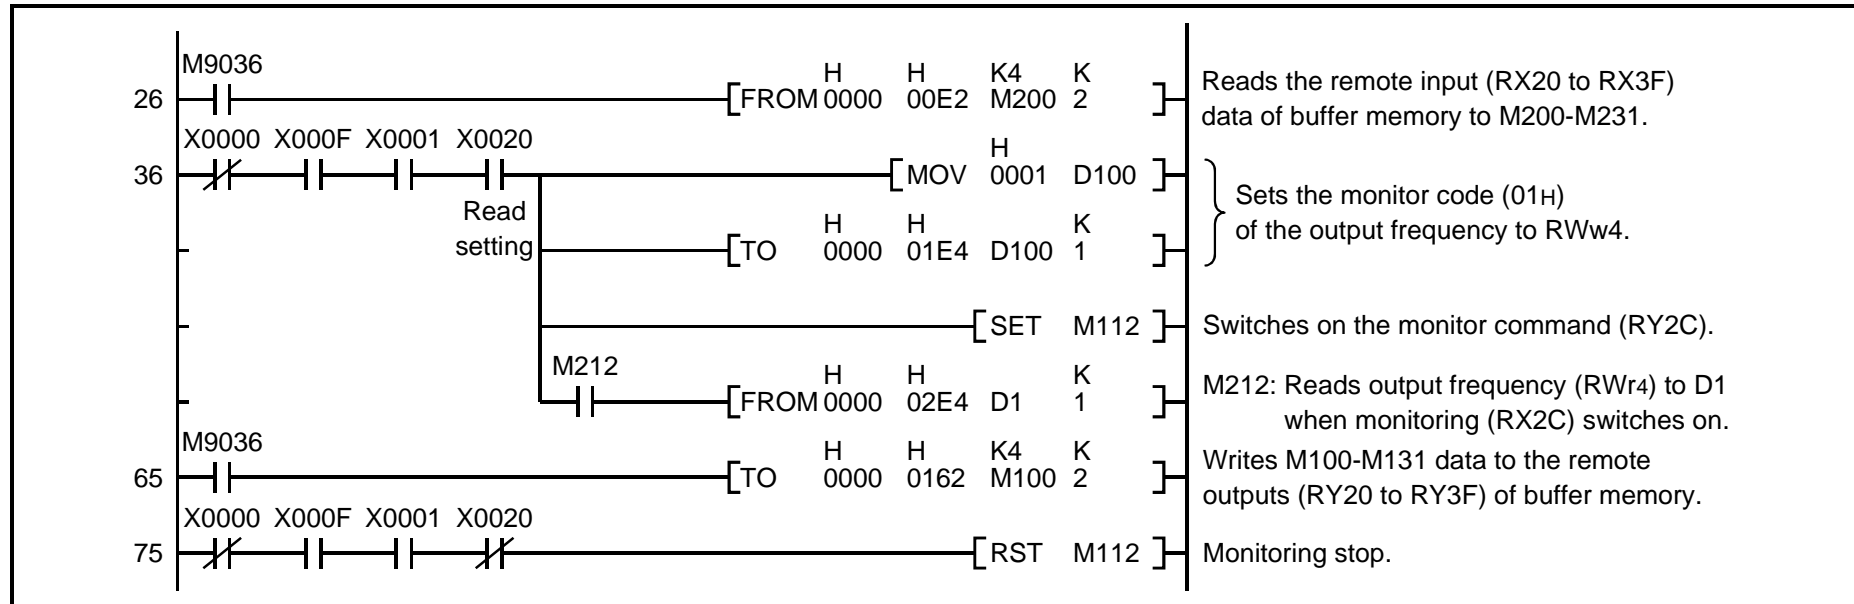 M9036
H H K4 K
26 FROM 0000 00E2 M200 2
Reads the remote input (RX20 to RX3F)
data of buffer memory to M200-M231.
X0000 X000F X0001 X0020
H
36 MOV 0001 D100
Read
setting
H H K
TO 0000 01E4 D100 1
Sets the monitor code (01H)
of the output frequency to RWw4.
SET M112
Switches on the monitor command (RY2C).
M212
H H K
FROM 0000 02E4 D1 1
M212: Reads output frequency (RWr4) to D1
when monitoring (RX2C) switches on.
M9036
H H K4 K
65 TO 0000 0162 M100 2
Writes M100-M131 data to the remote
outputs (RY20 to RY3F) of buffer memory.
X0000 X000F X0001 X0020
75 RST M112
Monitoring stop.